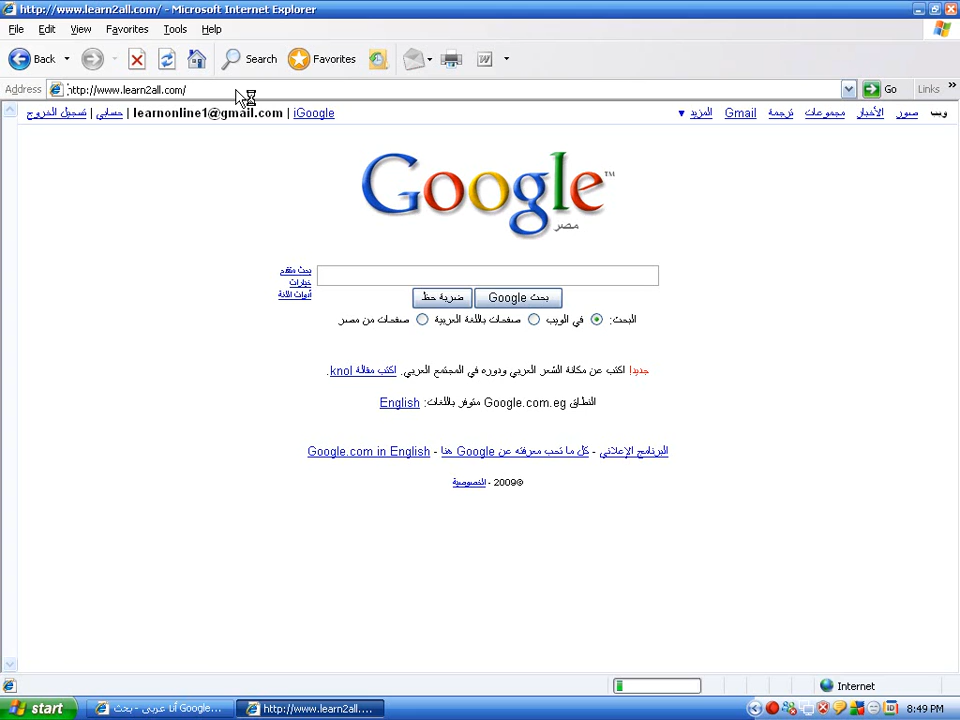 http://www.learn2all.com/ - Microsoft Internet Explorer
File Edit View Favorites Tools Help
Back Search Favorites
Address http://www.learn2all.com/ Go Links
تسجيل الخروج | حسابي | learnonline1@gmail.com | iGoogle
ويب صور الأخبار مجموعات ترجمة Gmail المزيد ▼
Google™
مصر
بحث متقدم
خيارات
أدوات اللغة
بحث Google ضربة حظ
البحث: في الويب صفحات باللغة العربية صفحات من مصر
جديد! اكتب عن مكانة الشعر العربي ودوره في المجتمع العربي. اكتب مقالة knol.
النطاق Google.com.eg متوفر باللغات: English
البرنامج الإعلاني - كل ما تحب معرفته عن Google هنا - Google.com in English
©2009 - الخصوصية
Internet
start أنا عربى - بحث Google... http://www.learn2all.... 8:49 PM